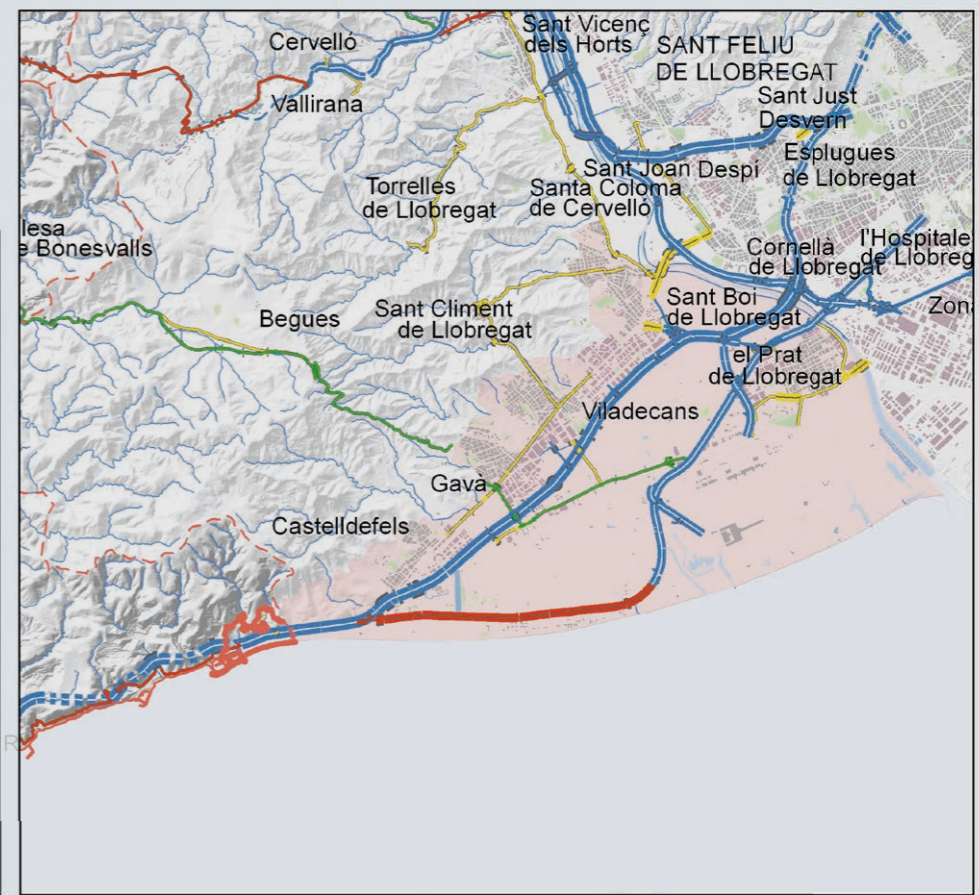 Sant Vicenç
dels Horts
Cervelló
SANT FELIU
DE LLOBREGAT
Vallirana
Sant Just
Desvern
Esplugues
de Llobregat
Sant Joan Despí
Santa Coloma
de Cervelló
Torrelles
de Llobregat
lesa
e Bonesvalls
Cornellà
de Llobregat
l'Hospitale
de Llobreg
Sant Boi
de Llobregat
Zona
Begues
Sant Climent
de Llobregat
el Prat
de Llobregat
Viladecans
Gavà
Castelldefels
R